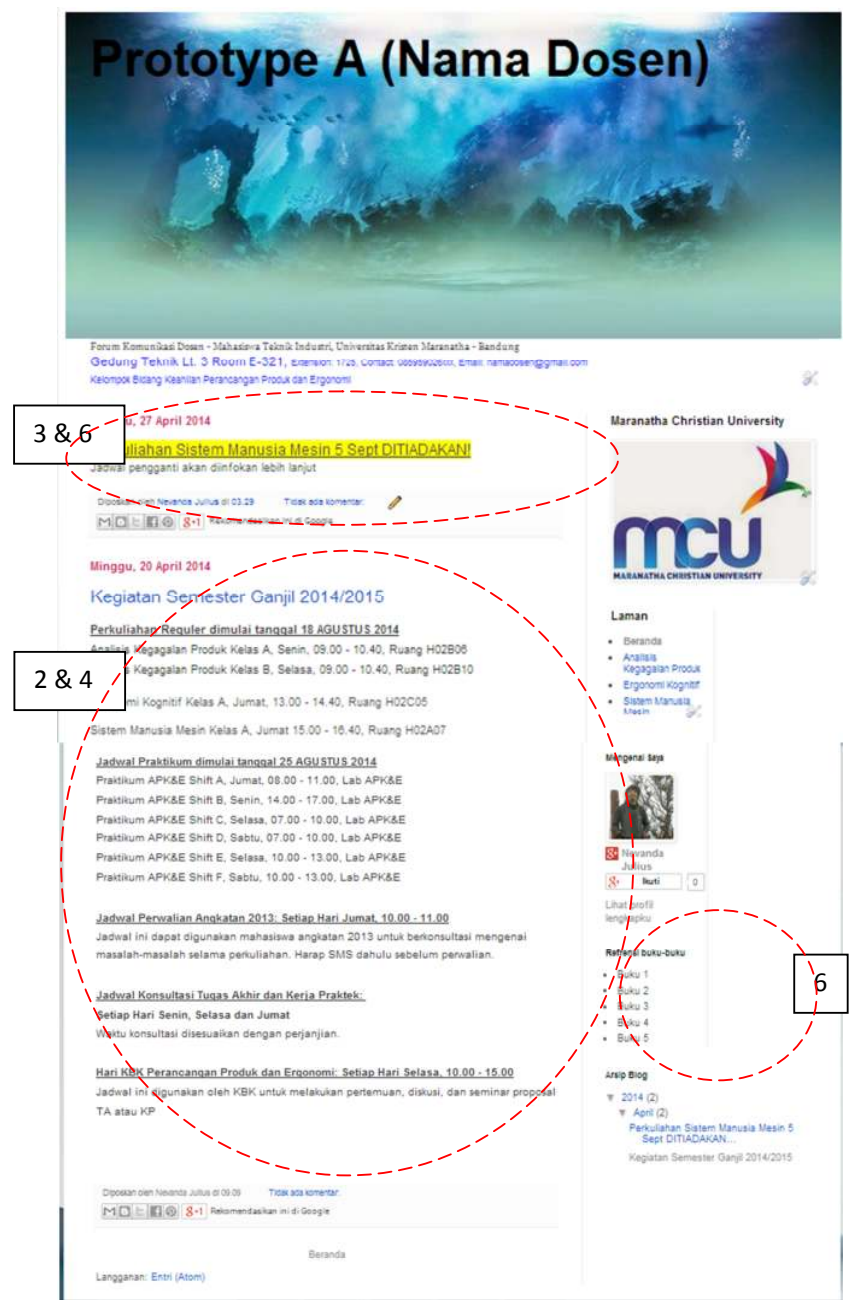 Prototype A (Nama Dosen)
Forum Komunikasi Dosen - Mahasiswa Teknik Industri, Universitas Kristen Maranatha - Bandung
Gedung Teknik Lt. 3 Room E-321, Extension: 1725, Contact: Email: namadosen@gmail.com
Kelompok Bidang Keahlian Perancangan Produk dan Ergonomi
3 & 6
u, 27 April 2014
uliahan Sistem Manusia Mesin 5 Sept DITIADAKAN!
Jadwal pengganti akan diinfokan lebih lanjut
Diposkan oleh Nevanda Julius di 03.29 Tidak ada komentar:
Rekomendasikan ini di Google
Minggu, 20 April 2014
Kegiatan Semester Ganjil 2014/2015
Perkuliahan Reguler dimulai tanggal 18 AGUSTUS 2014
Analisis Kegagalan Produk Kelas A, Senin, 09.00 - 10.40, Ruang H02B06
2 & 4
s Kegagalan Produk Kelas B, Selasa, 09.00 - 10.40, Ruang H02B10
mi Kognitif Kelas A, Jumat, 13.00 - 14.40, Ruang H02C05
Sistem Manusia Mesin Kelas A, Jumat 15.00 - 16.40, Ruang H02A07
Jadwal Praktikum dimulai tanggal 25 AGUSTUS 2014
Praktikum APK&E Shift A, Jumat, 08.00 - 11.00, Lab APK&E
Praktikum APK&E Shift B, Senin, 14.00 - 17.00, Lab APK&E
Praktikum APK&E Shift C, Selasa, 07.00 - 10.00, Lab APK&E
Praktikum APK&E Shift D, Sabtu, 07.00 - 10.00, Lab APK&E
Praktikum APK&E Shift E, Selasa, 10.00 - 13.00, Lab APK&E
Praktikum APK&E Shift F, Sabtu, 10.00 - 13.00, Lab APK&E
Jadwal Perwalian Angkatan 2013: Setiap Hari Jumat, 10.00 - 11.00
Jadwal ini dapat digunakan mahasiswa angkatan 2013 untuk berkonsultasi mengenai
masalah-masalah selama perkuliahan. Harap SMS dahulu sebelum perwalian.
Jadwal Konsultasi Tugas Akhir dan Kerja Praktek:
Setiap Hari Senin, Selasa dan Jumat
Waktu konsultasi disesuaikan dengan perjanjian.
Hari KBK Perancangan Produk dan Ergonomi: Setiap Hari Selasa, 10.00 - 15.00
Jadwal ini digunakan oleh KBK untuk melakukan pertemuan, diskusi, dan seminar proposal
TA atau KP
Diposkan oleh Nevanda Julius di 09.09 Tidak ada komentar:
Rekomendasikan ini di Google
Beranda
Langganan: Entri (Atom)
Maranatha Christian University
mcu
MARANATHA CHRISTIAN UNIVERSITY
Laman
Beranda
Analisis
Kegagalan Produk
Ergonomi Kognitif
Sistem Manusia
Mesin
Mengenai Saya
Nevanda
Julius
Ikuti 0
Lihat profil
lengkapku
Refrensi buku-buku
6
Buku 1
Buku 2
Buku 3
Buku 4
Buku 5
Arsip Blog
▼ 2014 (2)
▼ April (2)
Perkuliahan Sistem Manusia Mesin 5
Sept DITIADAKAN...
Kegiatan Semester Ganjil 2014/2015